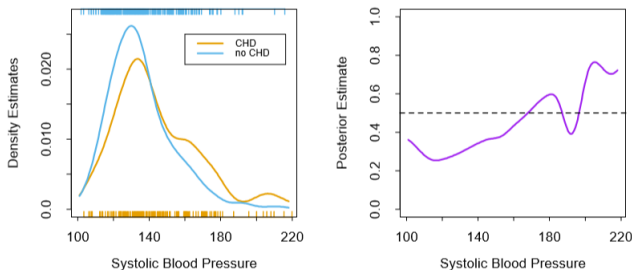 Density Estimates
0.0 0.010 0.020
CHD
no CHD
100 140 180 220
Systolic Blood Pressure
Posterior Estimate
0.0 0.2 0.4 0.6 0.8 1.0
100 140 180 220
Systolic Blood Pressure